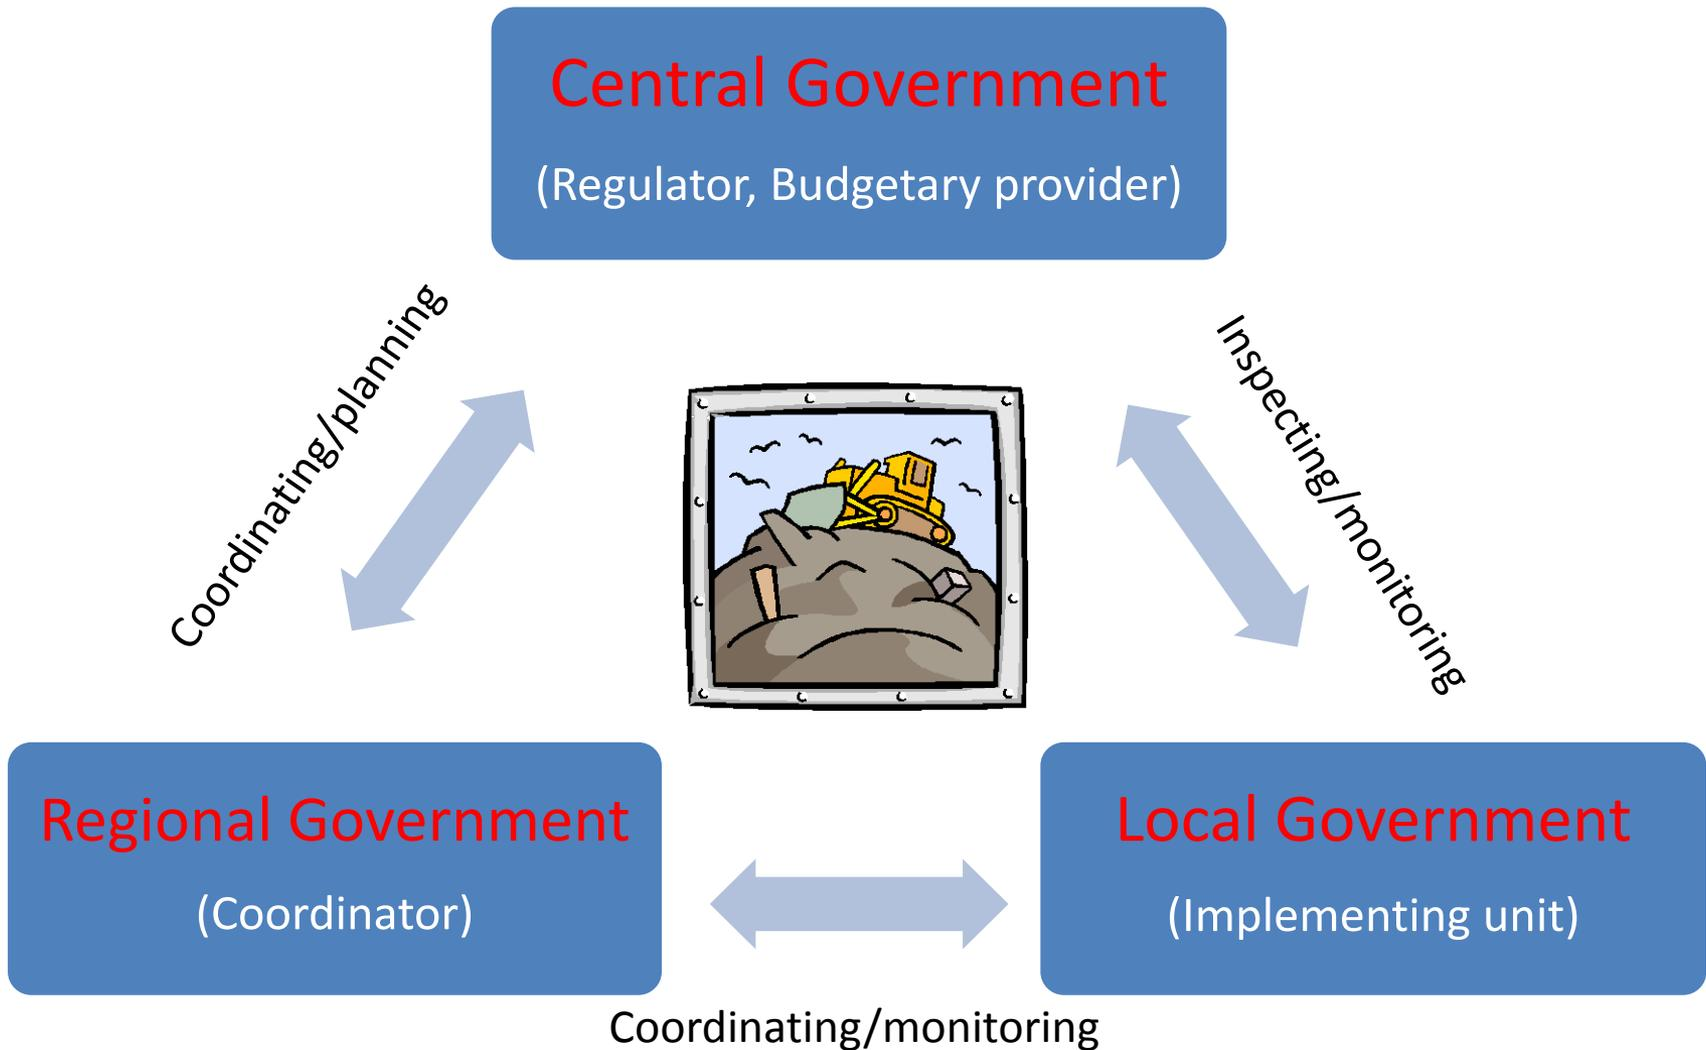 Central Government
(Regulator, Budgetary provider)
Coordinating/planning
Inspecting/monitoring
Regional Government
(Coordinator)
Local Government
(Implementing unit)
Coordinating/monitoring